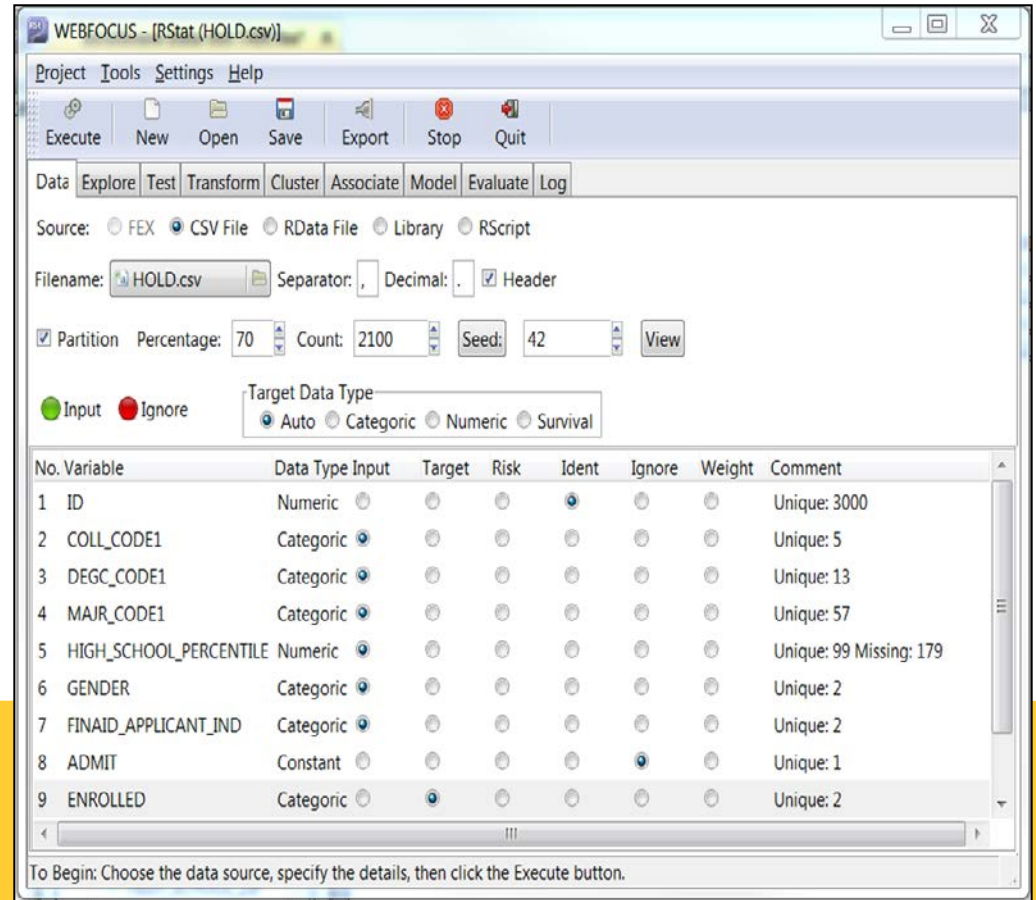 WEBFOCUS - [RStat (HOLD.csv)]
Project Tools Settings Help
Execute New Open Save Export Stop Quit
Data Explore Test Transform Cluster Associate Model Evaluate Log
Source: FEX CSV File RData File Library RScript
Filename: HOLD.csv Separator: , Decimal: . Header
Partition Percentage: 70 Count: 2100 Seed: 42 View
Input Ignore Target Data Type
Auto Categoric Numeric Survival
No. Variable Data Type Input Target Risk Ident Ignore Weight Comment
1 ID Numeric Unique: 3000
2 COLL_CODE1 Categoric Unique: 5
3 DEGC_CODE1 Categoric Unique: 13
4 MAJR_CODE1 Categoric Unique: 57
5 HIGH_SCHOOL_PERCENTILE Numeric Unique: 99 Missing: 179
6 GENDER Categoric Unique: 2
7 FINAID_APPLICANT_IND Categoric Unique: 2
8 ADMIT Constant Unique: 1
9 ENROLLED Categoric Unique: 2
To Begin: Choose the data source, specify the details, then click the Execute button.